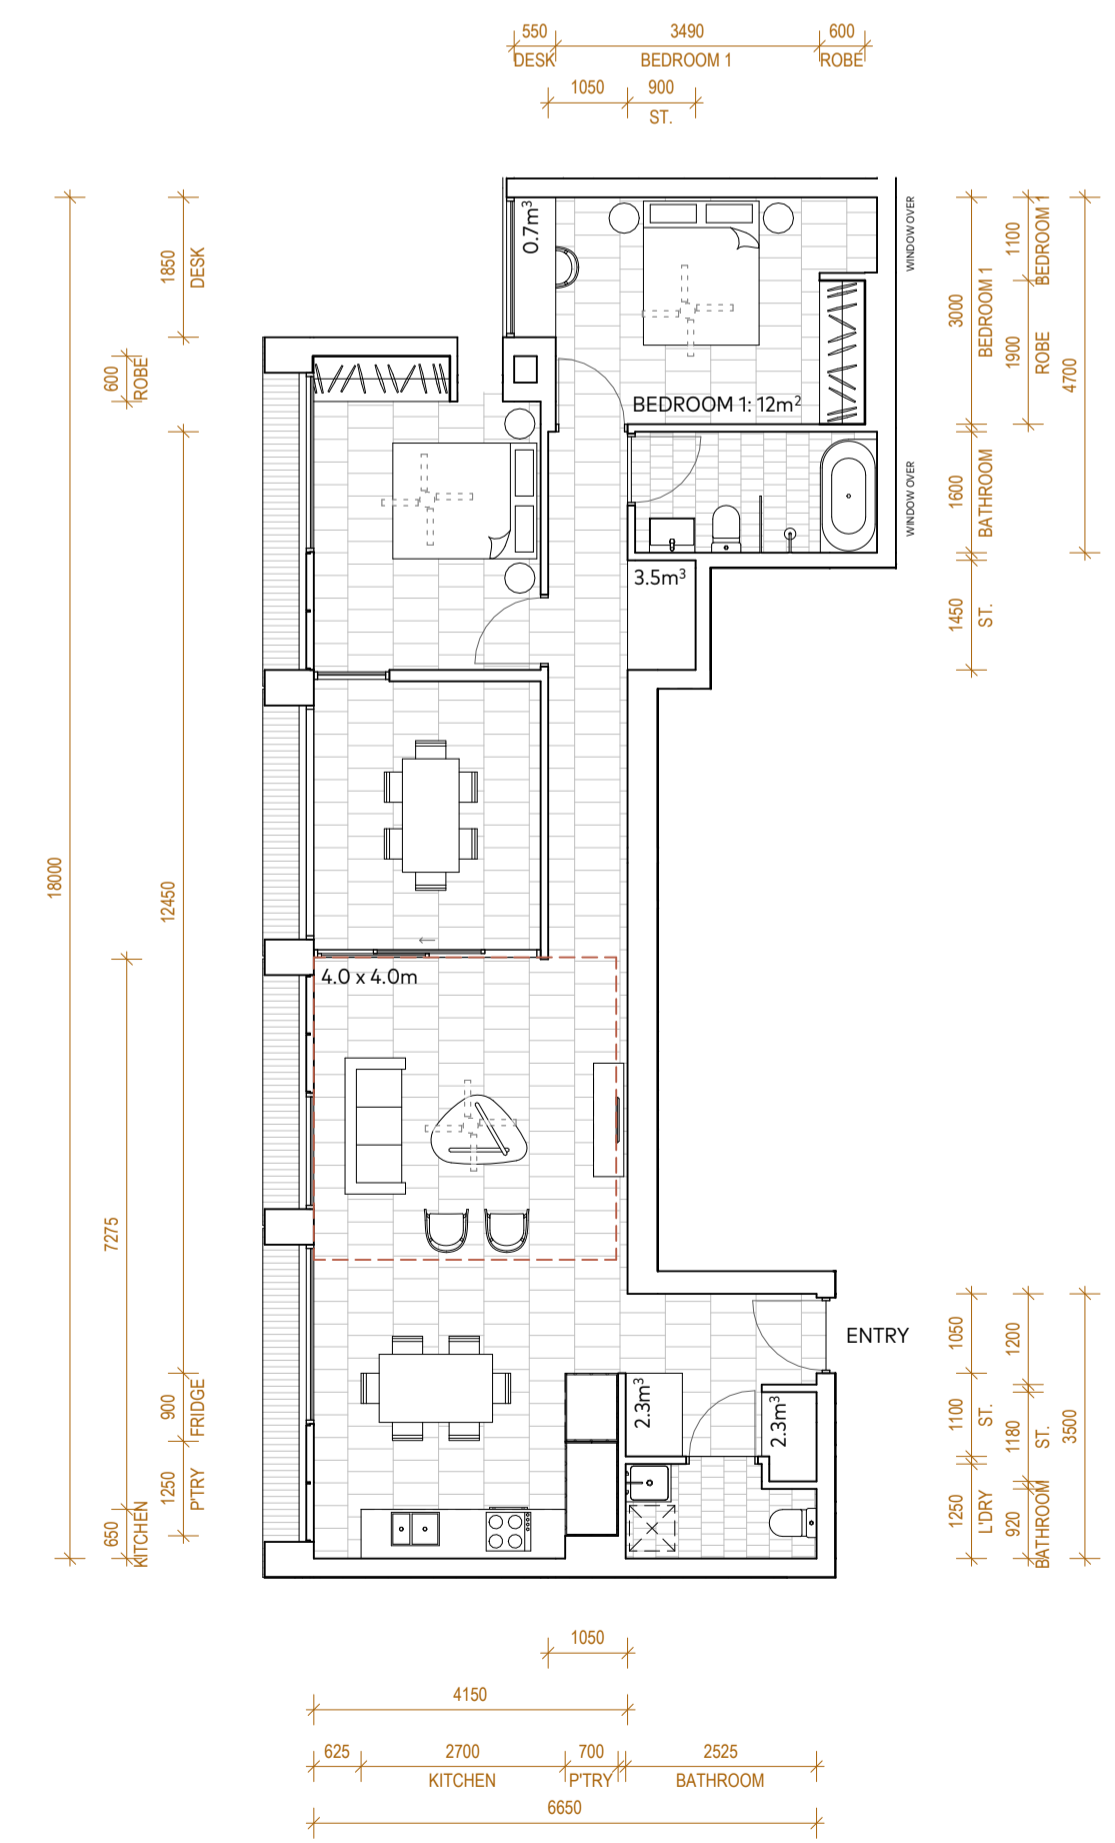 550
3490
600
DESK
BEDROOM 1
ROBE
1050
900
ST.
1850
DESK
600
ROBE
18000
12450
7275
900
FRIDGE
1250
P'TRY
650
KITCHEN
0.7m³
BEDROOM 1: 12m²
3.5m³
4.0 x 4.0m
ENTRY
2.3m³
2.3m³
WINDOW OVER
WINDOW OVER
3000
BEDROOM 1
1100
BEDROOM 1
1900
ROBE
4700
1600
BATHROOM
1450
ST.
1050
1200
1100
ST.
1180
ST.
3500
1250
L'DRY
920
BATHROOM
1050
4150
625
2700
700
2525
KITCHEN
P'TRY
BATHROOM
6650